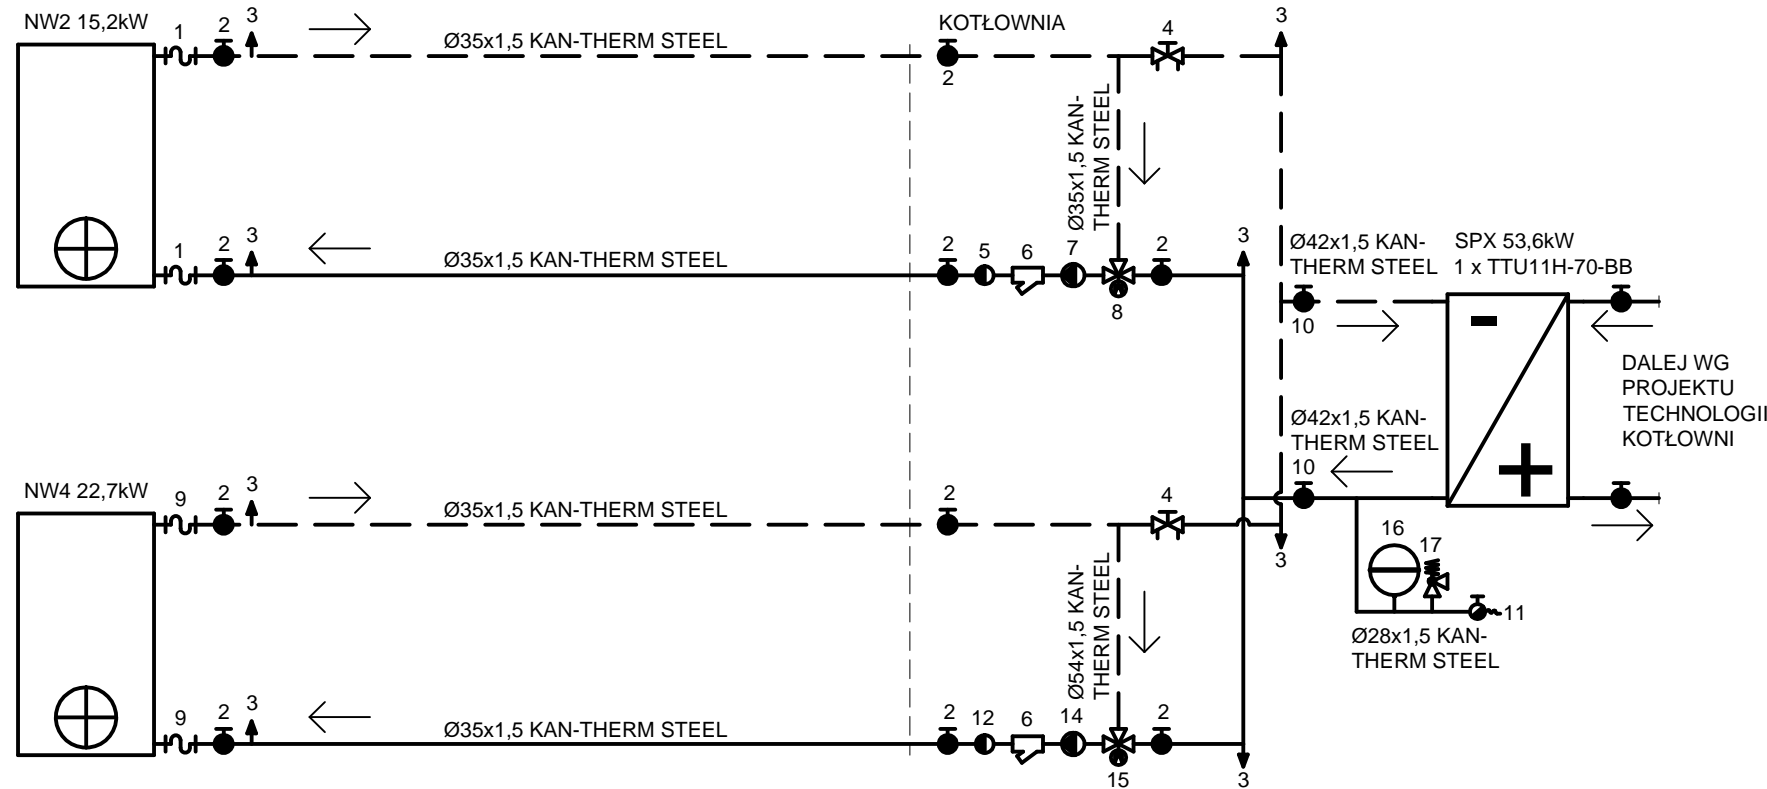 NW2 15,2kW
1
2
3
Ø35x1,5 KAN-THERM STEEL
KOTŁOWNIA
2
4
3
Ø35x1,5 KAN-
THERM STEEL
1
2
3
Ø35x1,5 KAN-THERM STEEL
2
5
6
7
8
2
3
Ø42x1,5 KAN-
THERM STEEL
10
SPX 53,6kW
1 x TTU11H-70-BB
DALEJ WG
PROJEKTU
TECHNOLOGII
KOTŁOWNI
Ø42x1,5 KAN-
THERM STEEL
10
NW4 22,7kW
9
2
3
Ø35x1,5 KAN-THERM STEEL
2
4
3
Ø54x1,5 KAN-
THERM STEEL
16
17
11
Ø28x1,5 KAN-
THERM STEEL
9
2
3
Ø35x1,5 KAN-THERM STEEL
2
12
6
14
15
2
3